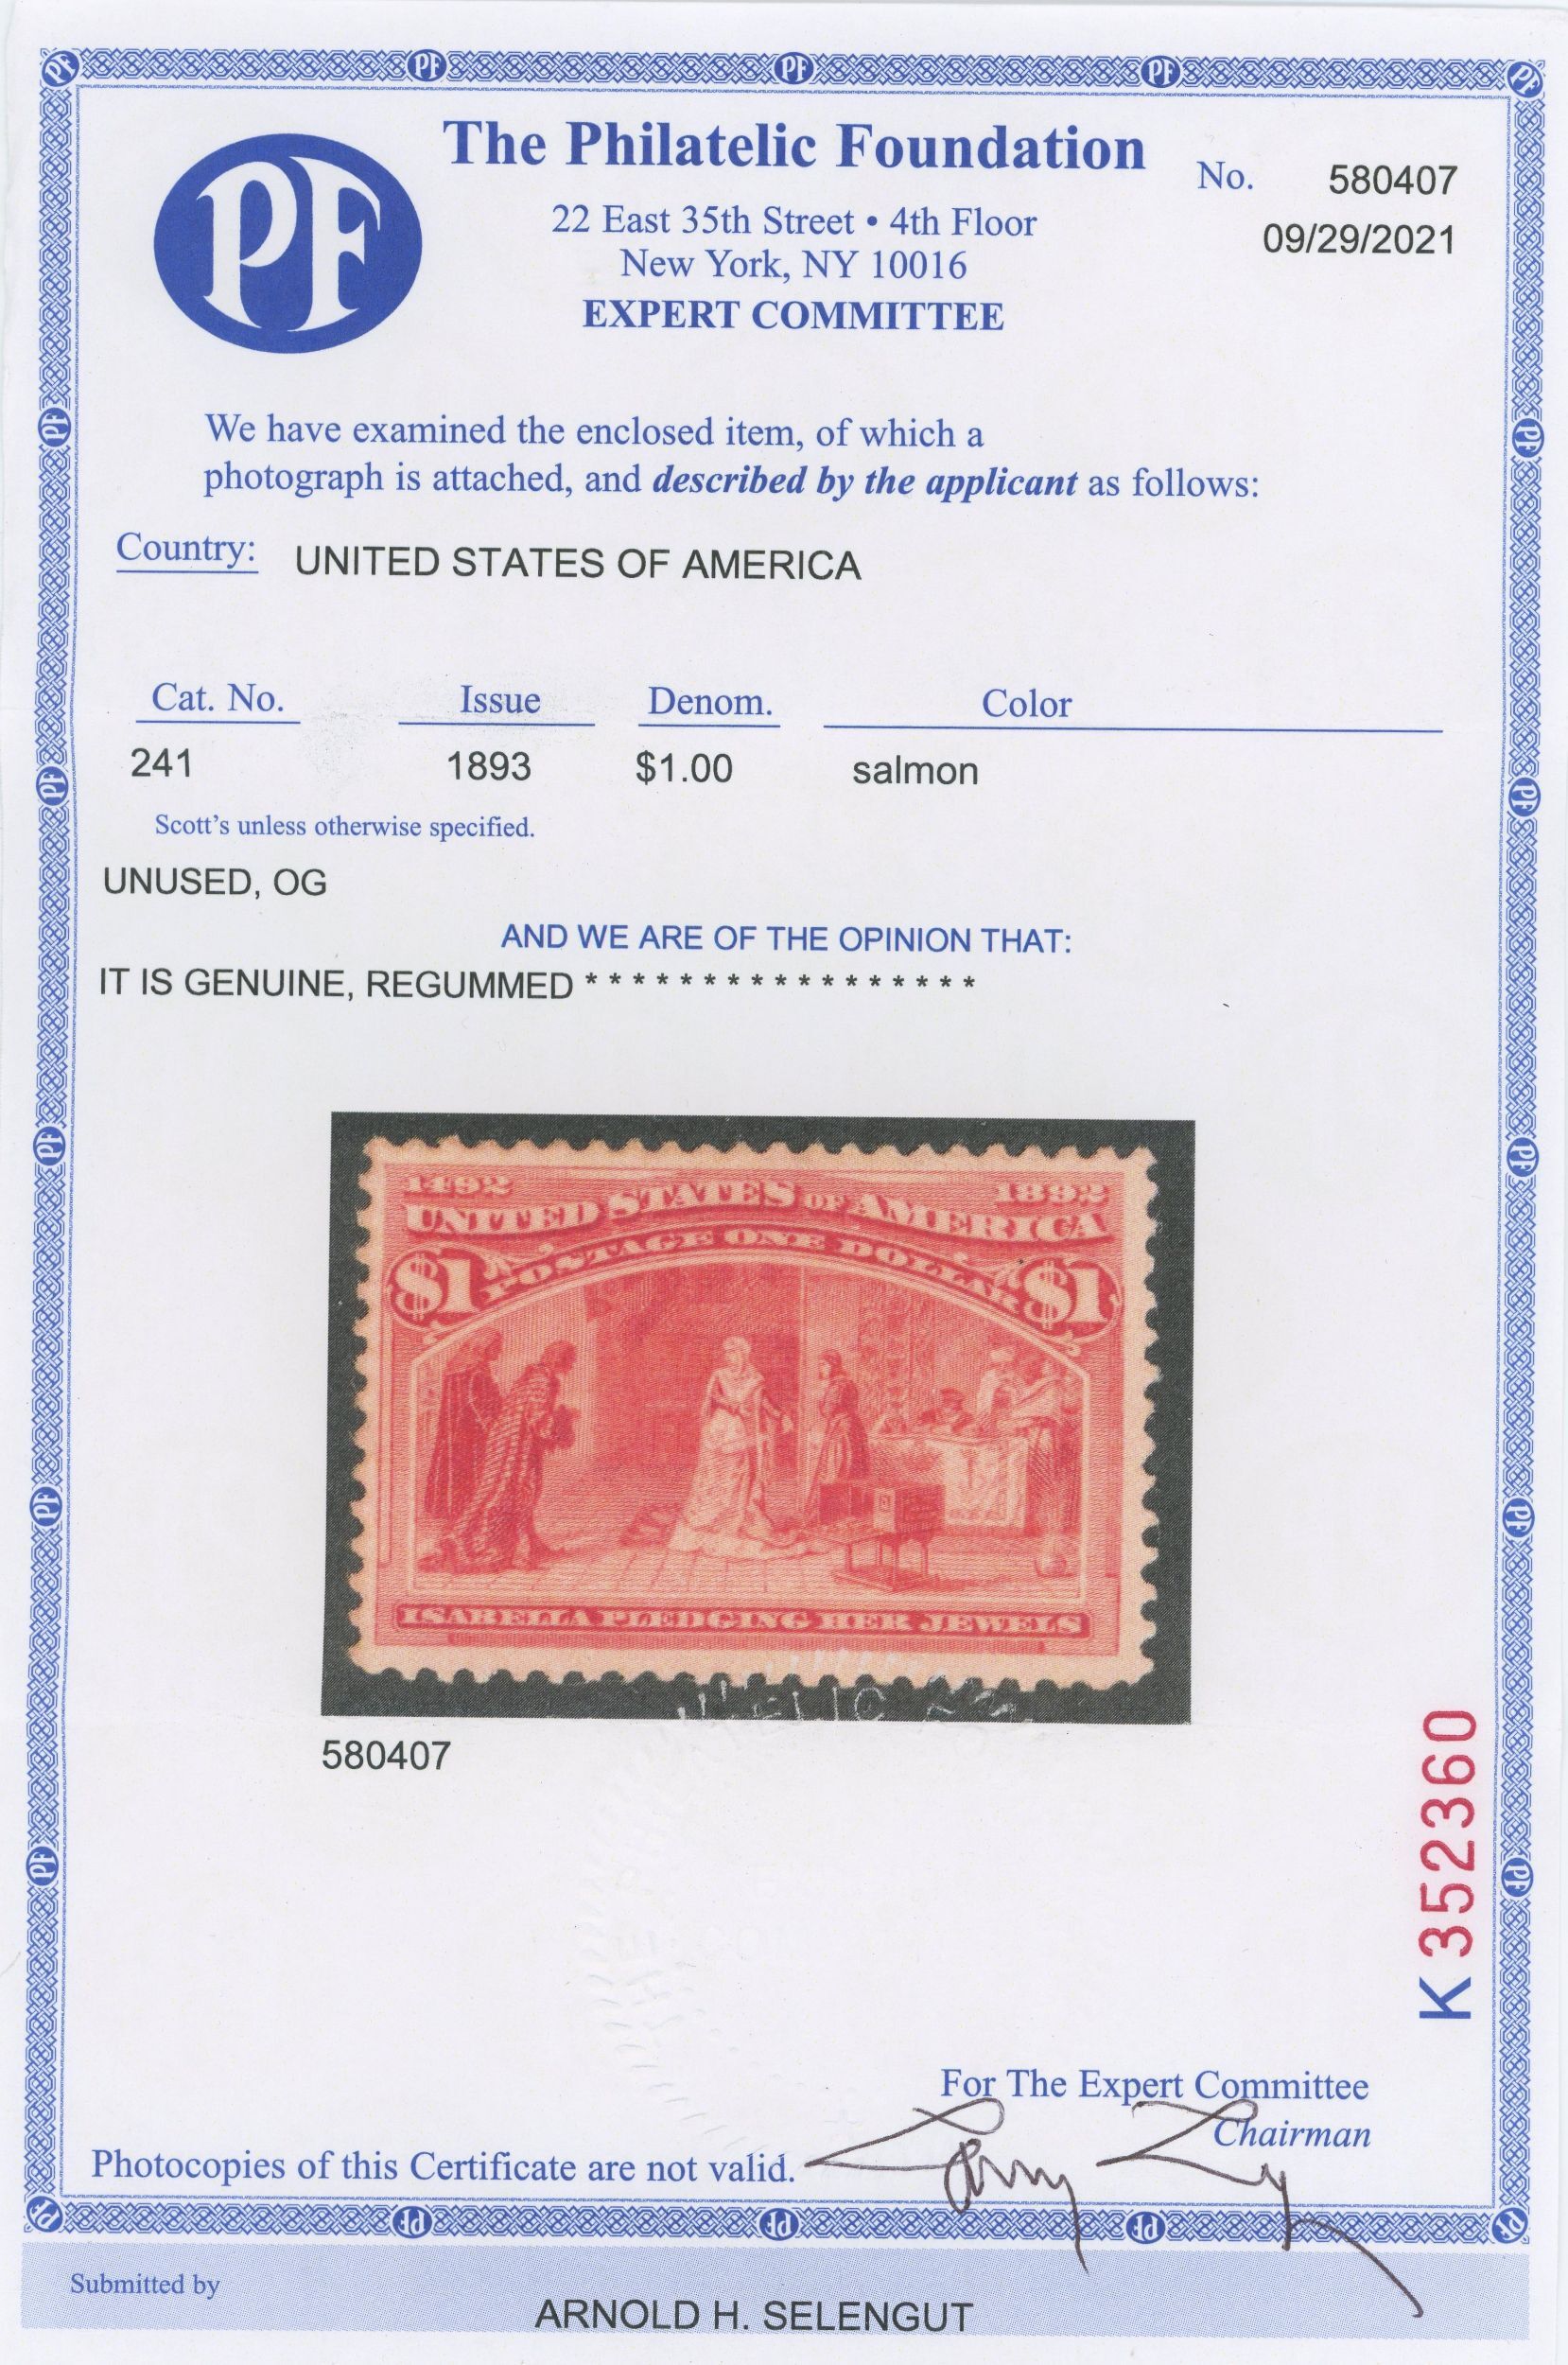 PF
The Philatelic Foundation
No. 580407
22 East 35th Street • 4th Floor
09/29/2021
New York, NY 10016
EXPERT COMMITTEE
We have examined the enclosed item, of which a
photograph is attached, and described by the applicant as follows:
Country: UNITED STATES OF AMERICA
Cat. No. Issue Denom. Color
241 1893 $1.00 salmon
Scott's unless otherwise specified.
UNUSED, OG
AND WE ARE OF THE OPINION THAT:
IT IS GENUINE, REGUMMED * * * * * * * * * * * * * * * * *
1492 1892
UNITED STATES OF AMERICA
$1 POSTAGE ONE DOLLAR $1
ISABELLA PLEDGING HER JEWELS
580407
K 352360
For The Expert Committee
Chairman
Photocopies of this Certificate are not valid.
Submitted by
ARNOLD H. SELENGUT